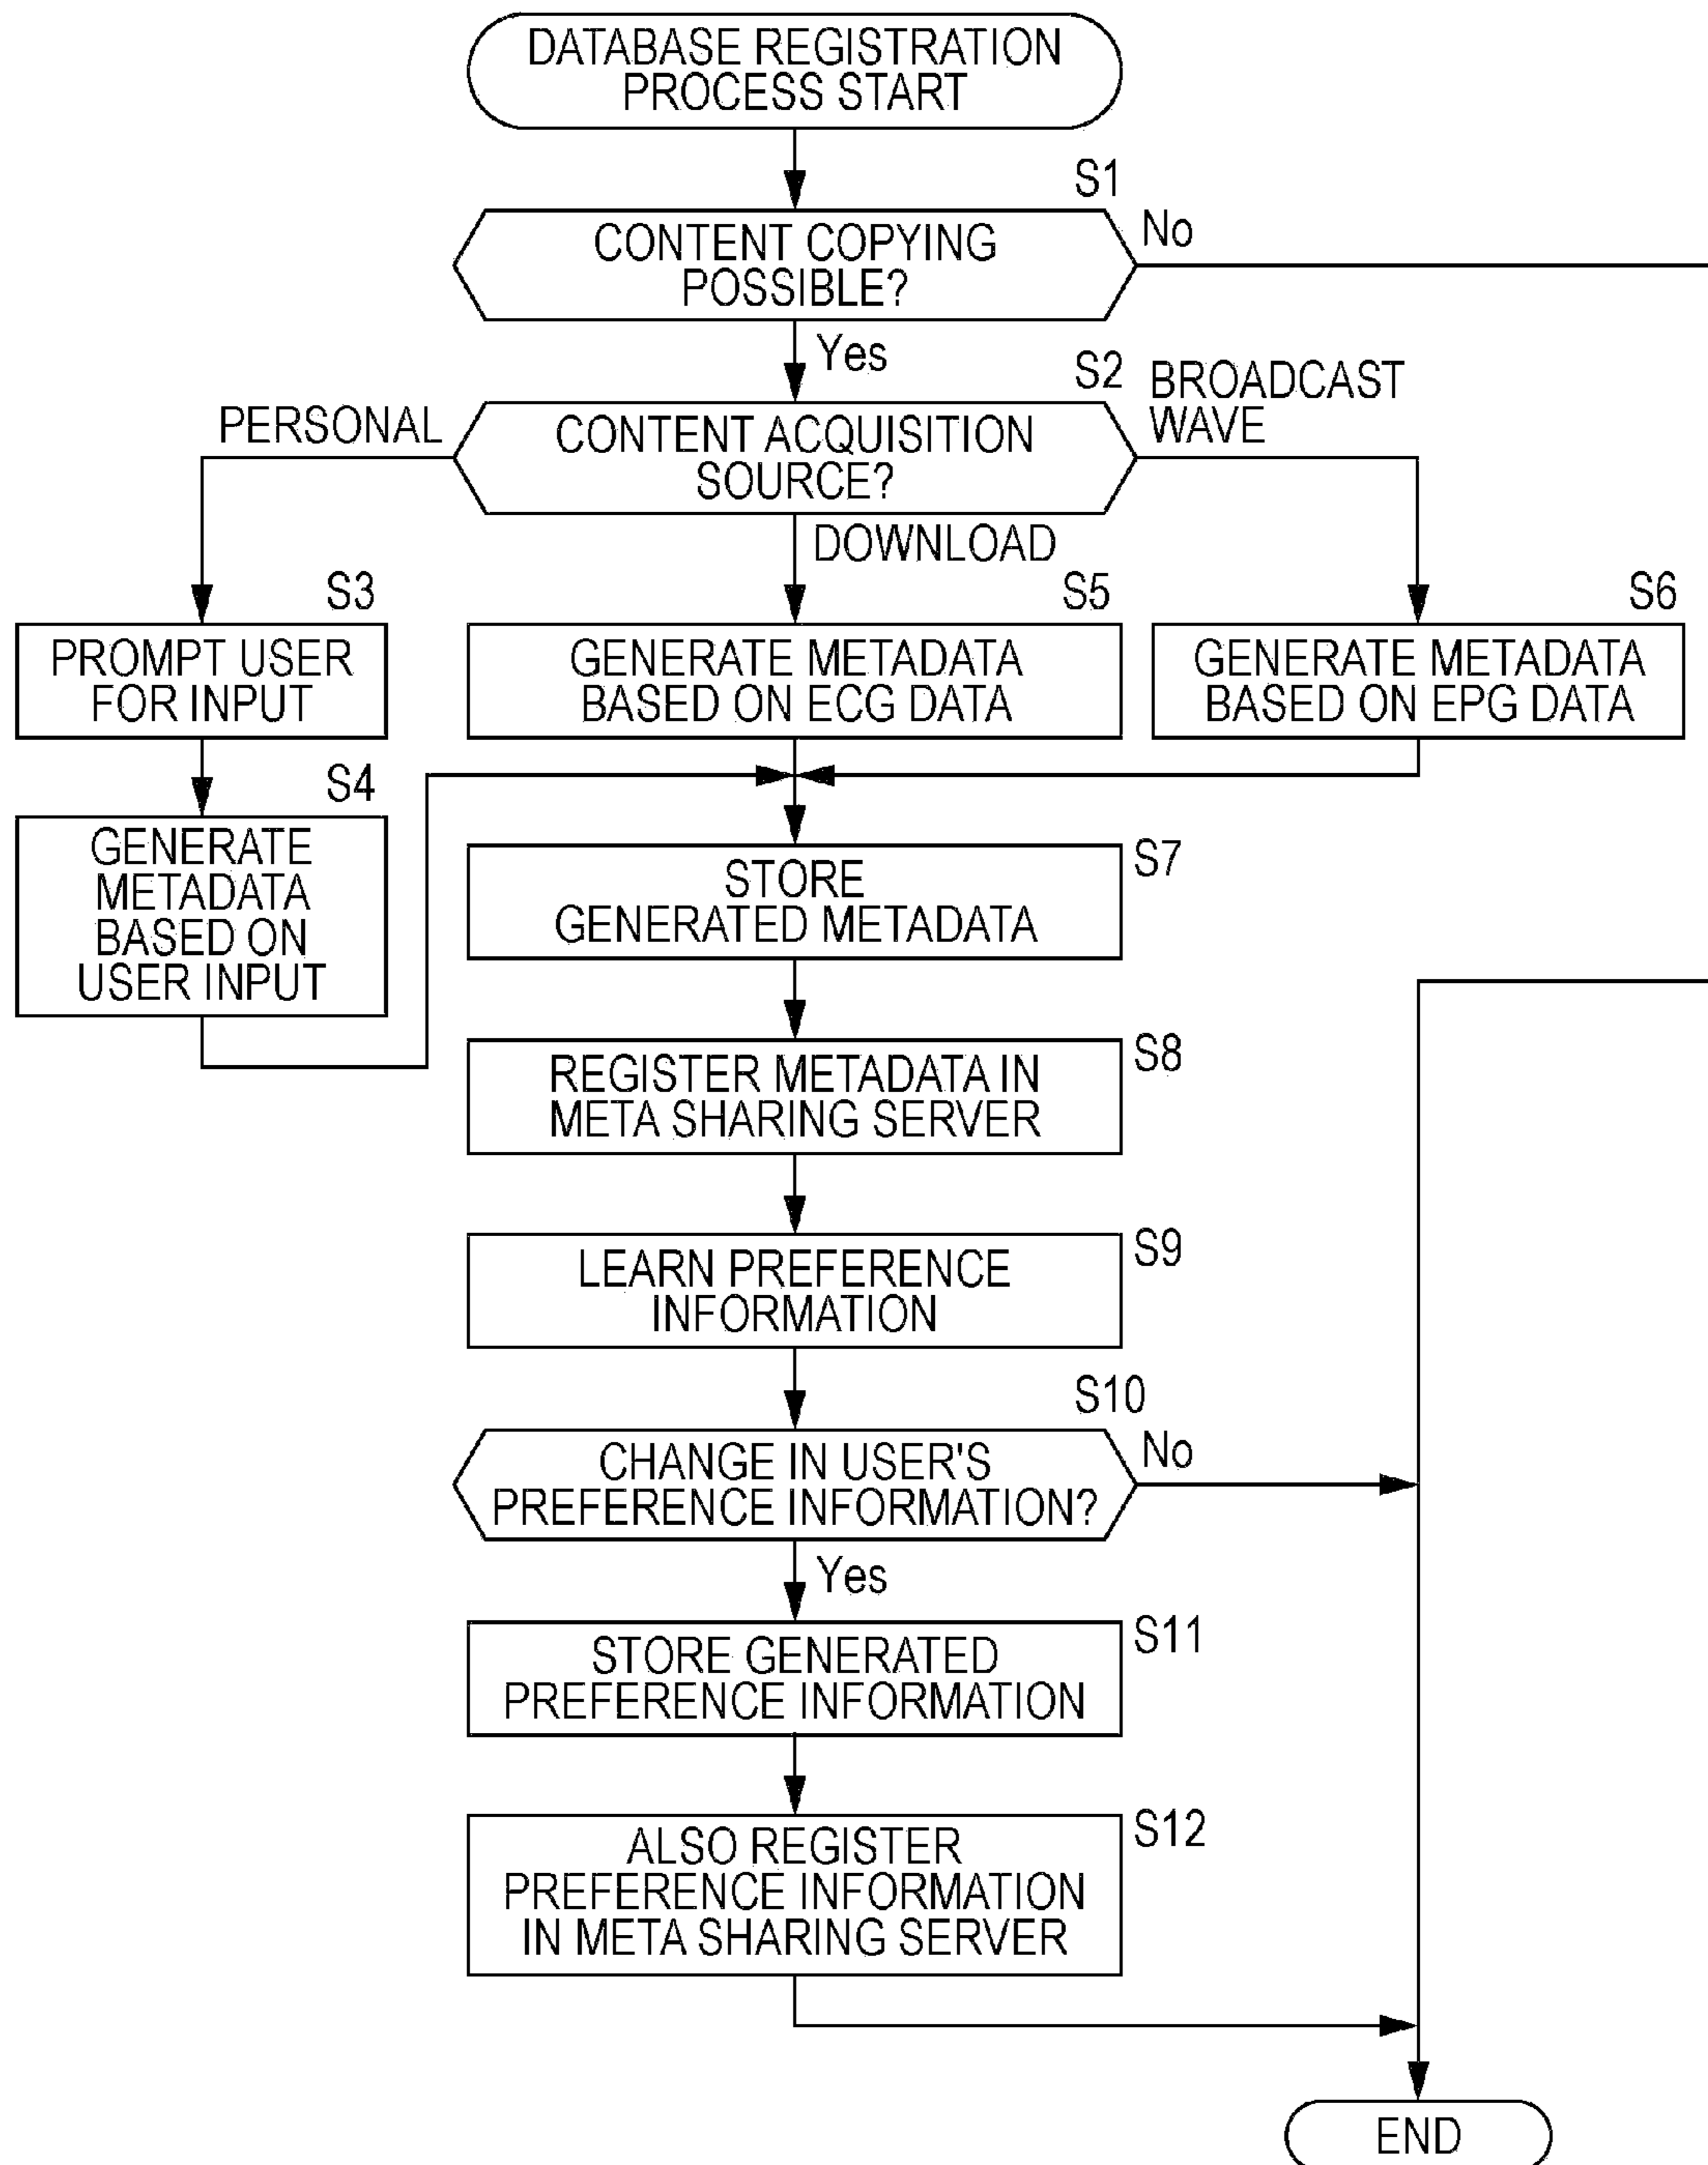 DATABASE REGISTRATION
PROCESS START
S1
CONTENT COPYING
POSSIBLE?
No
Yes
S2
BROADCAST
WAVE
PERSONAL
CONTENT ACQUISITION
SOURCE?
DOWNLOAD
S3
S5
S6
PROMPT USER
FOR INPUT
GENERATE METADATA
BASED ON ECG DATA
GENERATE METADATA
BASED ON EPG DATA
S4
GENERATE
METADATA
BASED ON
USER INPUT
S7
STORE
GENERATED METADATA
S8
REGISTER METADATA IN
META SHARING SERVER
S9
LEARN PREFERENCE
INFORMATION
S10
CHANGE IN USER'S
PREFERENCE INFORMATION?
No
Yes
S11
STORE GENERATED
PREFERENCE INFORMATION
S12
ALSO REGISTER
PREFERENCE INFORMATION
IN META SHARING SERVER
END